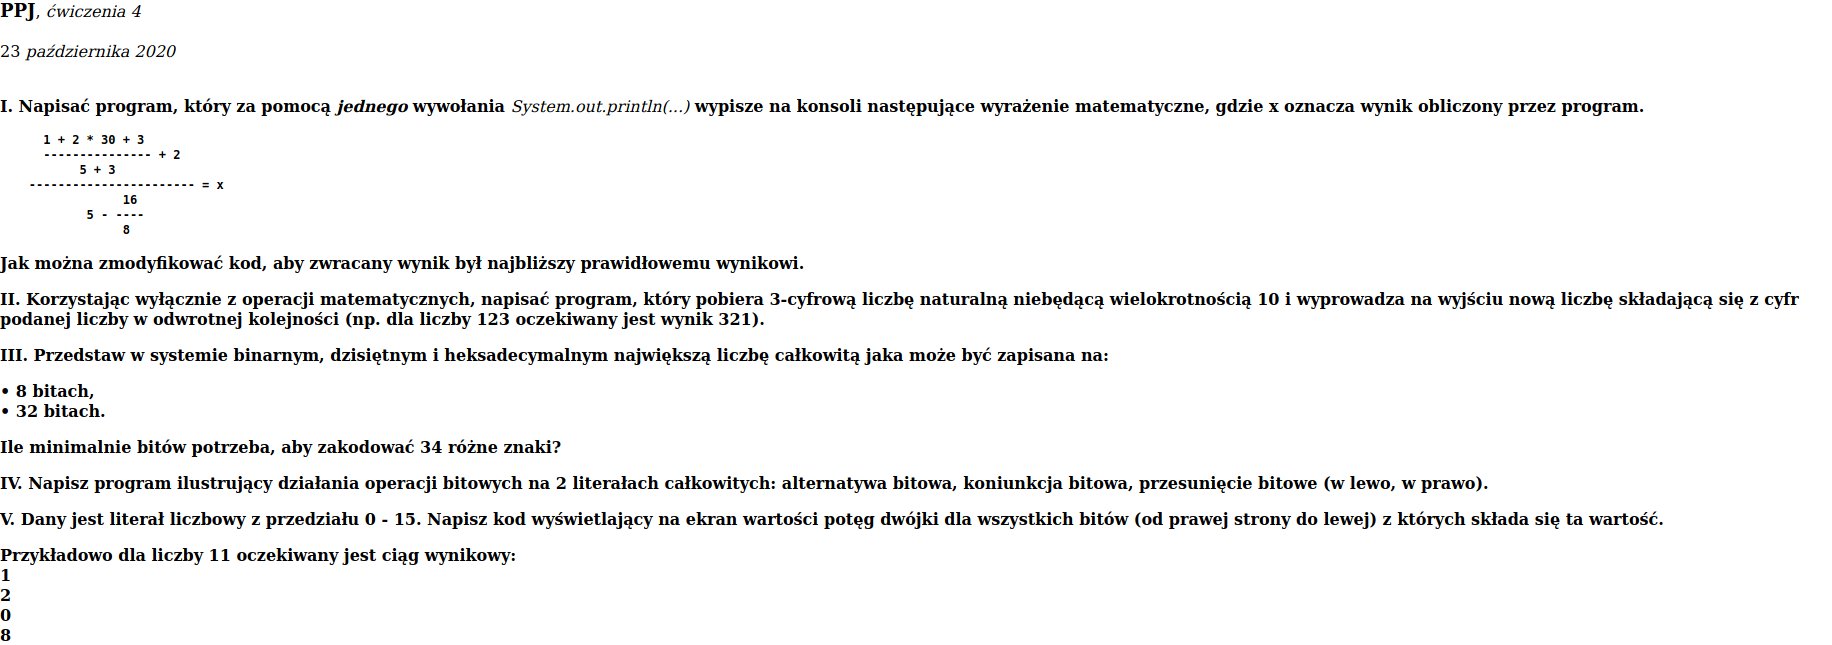 PPJ, ćwiczenia 4
23 października 2020
I. Napisać program, który za pomocą jednego wywołania System.out.println(...) wypisze na konsoli następujące wyrażenie matematyczne, gdzie x oznacza wynik obliczony przez program.
      1 + 2 * 30 + 3
      --------------- + 2
           5 + 3
    ----------------------- = x
                 16
            5 - ----
                 8
Jak można zmodyfikować kod, aby zwracany wynik był najbliższy prawidłowemu wynikowi.
II. Korzystając wyłącznie z operacji matematycznych, napisać program, który pobiera 3-cyfrową liczbę naturalną niebędącą wielokrotnością 10 i wyprowadza na wyjściu nową liczbę składającą się z cyfr
podanej liczby w odwrotnej kolejności (np. dla liczby 123 oczekiwany jest wynik 321).
III. Przedstaw w systemie binarnym, dzisiętnym i heksadecymalnym największą liczbę całkowitą jaka może być zapisana na:
• 8 bitach,
• 32 bitach.
Ile minimalnie bitów potrzeba, aby zakodować 34 różne znaki?
IV. Napisz program ilustrujący działania operacji bitowych na 2 literałach całkowitych: alternatywa bitowa, koniunkcja bitowa, przesunięcie bitowe (w lewo, w prawo).
V. Dany jest literał liczbowy z przedziału 0 - 15. Napisz kod wyświetlający na ekran wartości potęg dwójki dla wszystkich bitów (od prawej strony do lewej) z których składa się ta wartość.
Przykładowo dla liczby 11 oczekiwany jest ciąg wynikowy:
1
2
0
8